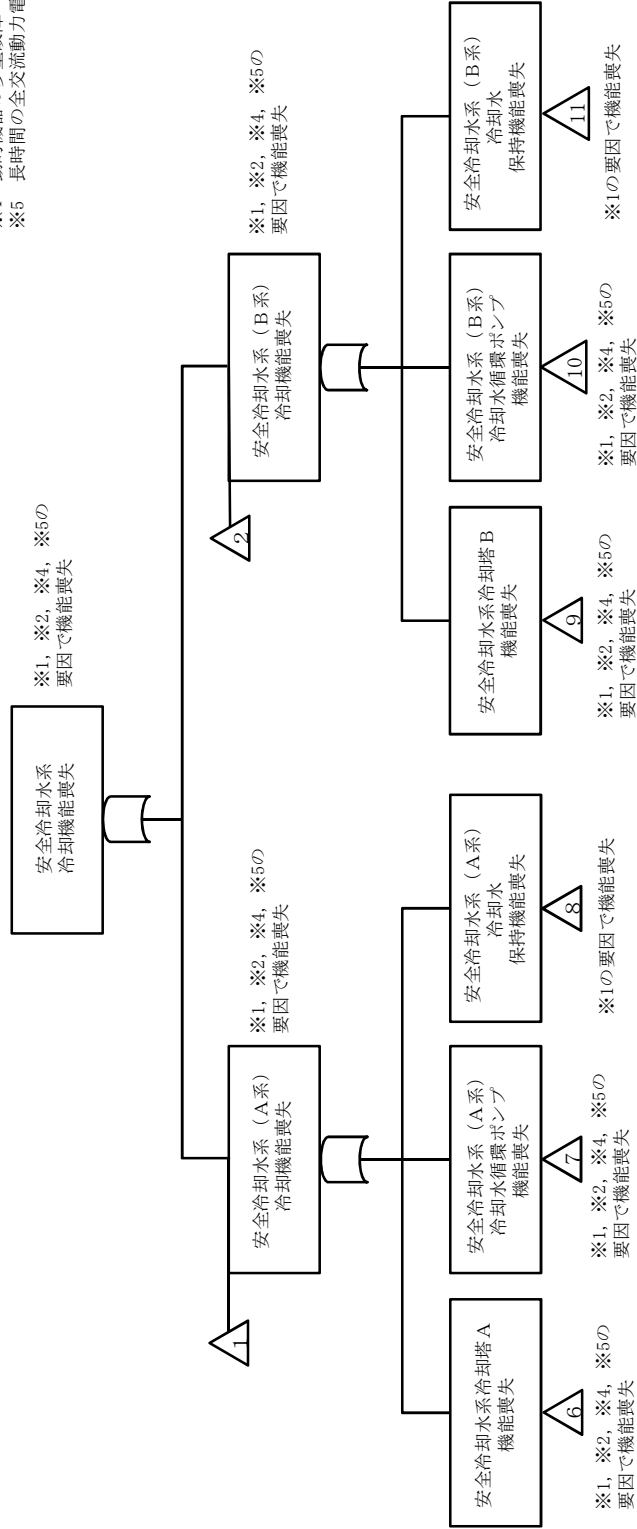 ※5 長時間の全交流動力電
安全冷却水系
冷却機能喪失
※1, ※2, ※4, ※5の
要因で機能喪失
1
安全冷却水系(A系)
冷却機能喪失
※1, ※2, ※4, ※5の
要因で機能喪失
2
安全冷却水系(B系)
冷却機能喪失
※1, ※2, ※4, ※5の
要因で機能喪失
安全冷却水系冷却塔A
機能喪失
6
※1, ※2, ※4, ※5の
要因で機能喪失
安全冷却水系(A系)
冷却水循環ポンプ
機能喪失
7
※1, ※2, ※4, ※5の
要因で機能喪失
安全冷却水系(A系)
冷却水
保持機能喪失
8
※1の要因で機能喪失
安全冷却水系冷却塔B
機能喪失
9
※1, ※2, ※4, ※5の
要因で機能喪失
安全冷却水系(B系)
冷却水循環ポンプ
機能喪失
10
※1, ※2, ※4, ※5の
要因で機能喪失
安全冷却水系(B系)
冷却水
保持機能喪失
11
※1の要因で機能喪失